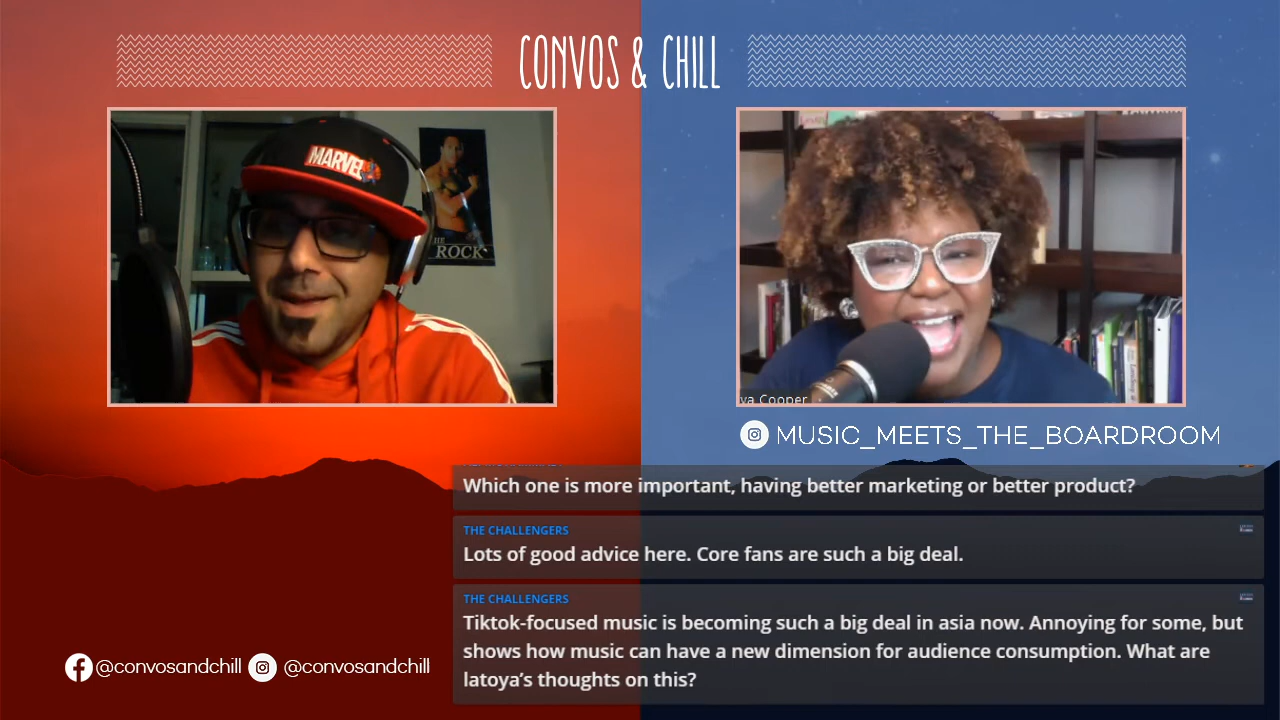 CONVOS & CHILL
MARVEL
THE
ROCK
va Cooper
MUSIC_MEETS_THE_BOARDROOM
Which one is more important, having better marketing or better product?
THE CHALLENGERS
Lots of good advice here. Core fans are such a big deal.
THE CHALLENGERS
Tiktok-focused music is becoming such a big deal in asia now. Annoying for some, but
shows how music can have a new dimension for audience consumption. What are
latoya's thoughts on this?
@convosandchill @convosandchill